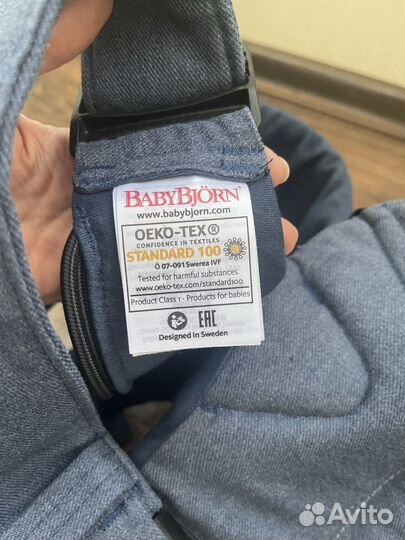 BABYBJÖRN
www.babybjorn.com
OEKO-TEX®
CONFIDENCE IN TEXTILES
STANDARD 100
Ö 07-091 Swerea IVF
Tested for harmful substances.
www.oeko-tex.com/standard100.
Product Class 1 - Products for babies
EAC
Designed in Sweden
Avito